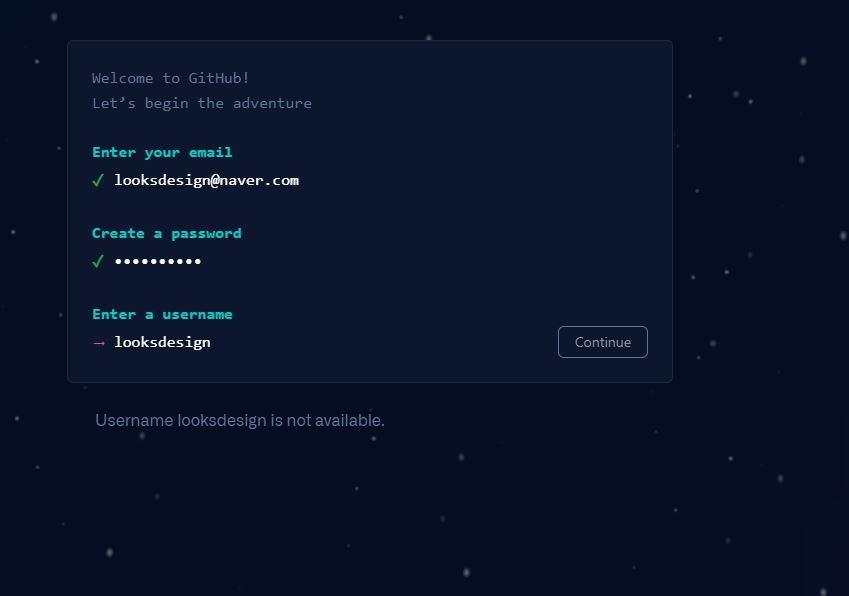 Welcome to GitHub!
Let’s begin the adventure
Enter your email
✓ looksdesign@naver.com
Create a password
✓ ••••••••••
Enter a username
→ looksdesign
Continue
Username looksdesign is not available.